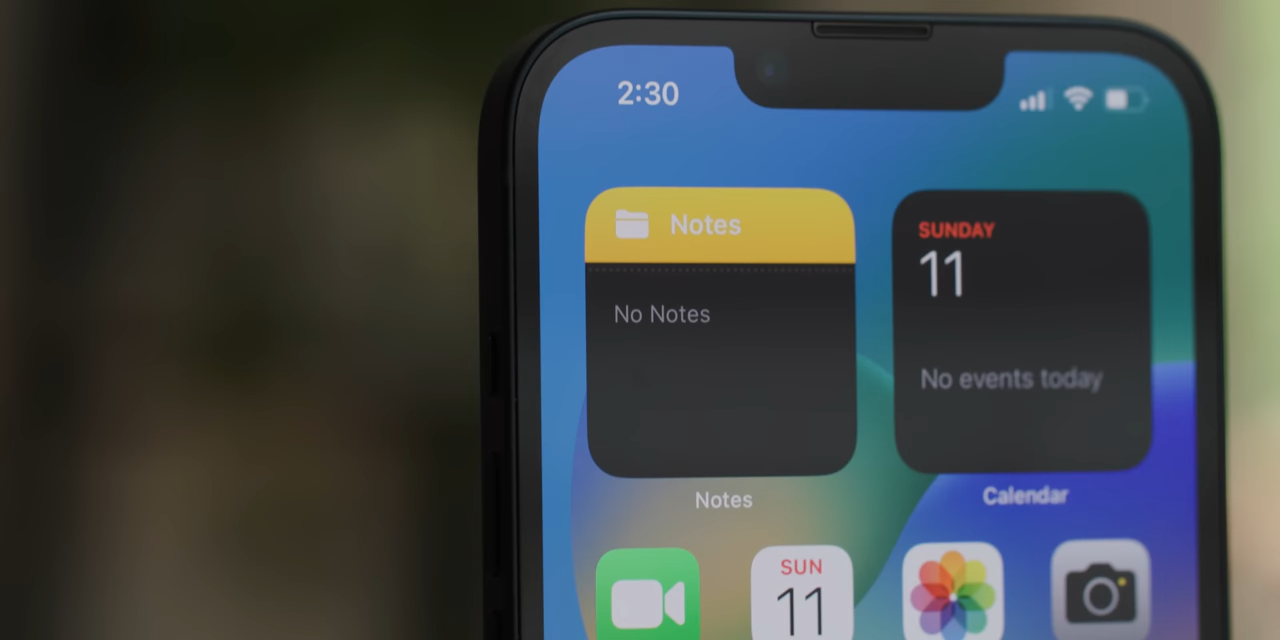 2:30
Notes
No Notes
Notes
SUNDAY
11
No events today
Calendar
SUN
11